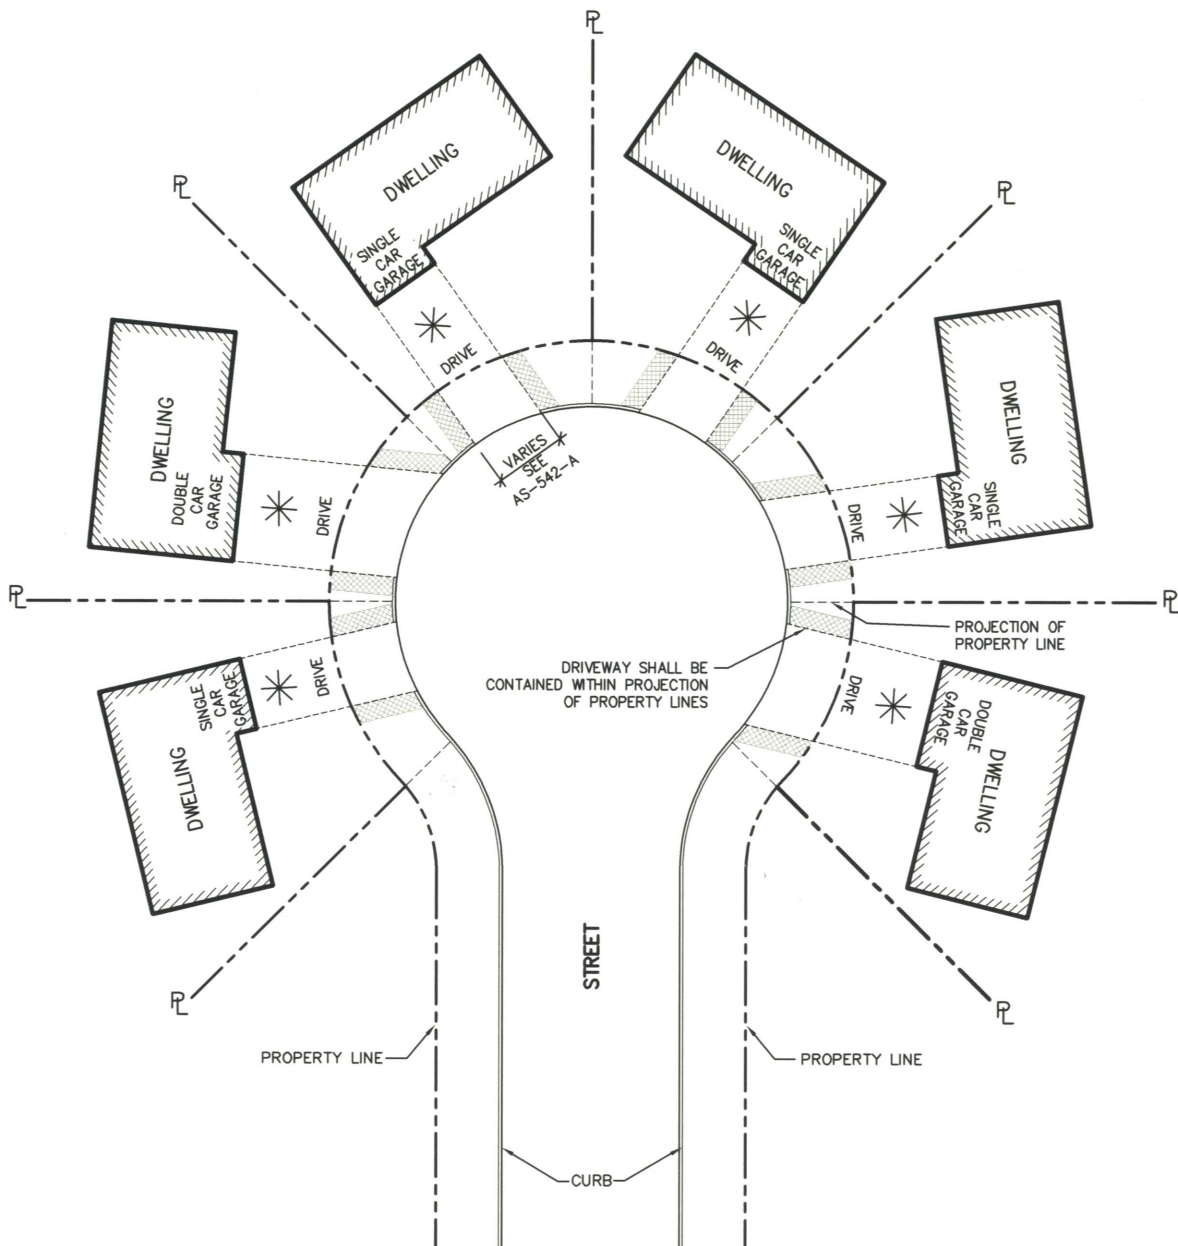 PL
DWELLING
SINGLE
CAR
GARAGE
DRIVE
DWELLING
SINGLE
CAR
GARAGE
DRIVE
PL
PL
DWELLING
DOUBLE
CAR
GARAGE
DRIVE
VARIES
SEE
AS-542-A
DWELLING
SINGLE
CAR
GARAGE
DRIVE
PL
PL
PROJECTION OF
PROPERTY LINE
DRIVEWAY SHALL BE
CONTAINED WITHIN PROJECTION
OF PROPERTY LINES
DWELLING
SINGLE
CAR
GARAGE
DRIVE
DRIVE
DOUBLE
CAR
GARAGE
DWELLING
PL
PL
STREET
PROPERTY LINE
PROPERTY LINE
CURB